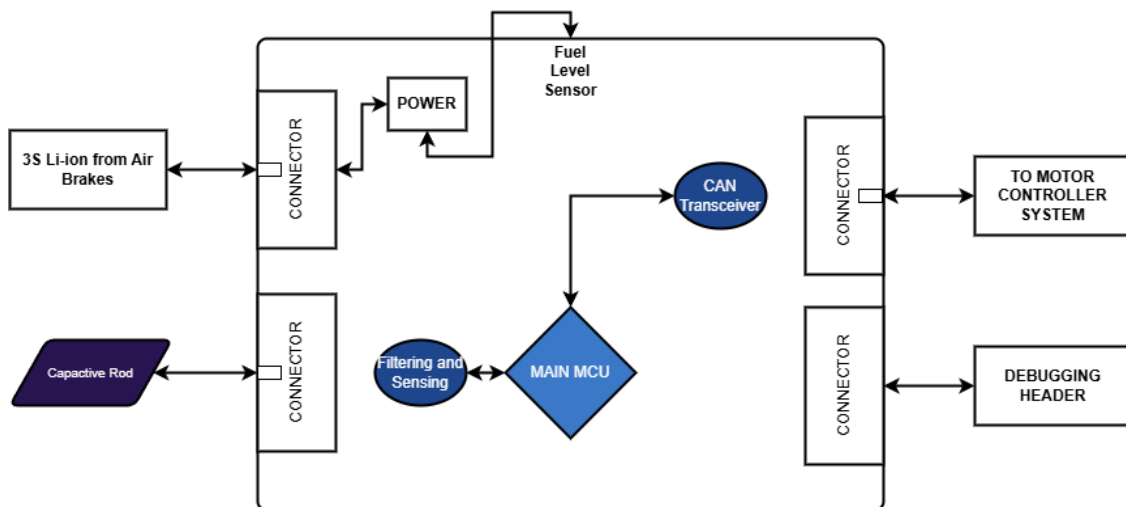 Fuel
Level
Sensor
POWER
CONNECTOR
3S Li-ion from Air
Brakes
CONNECTOR
CAN
Transceiver
TO MOTOR
CONTROLLER
SYSTEM
CONNECTOR
Capactive Rod
Filtering and
Sensing
MAIN MCU
CONNECTOR
DEBUGGING
HEADER